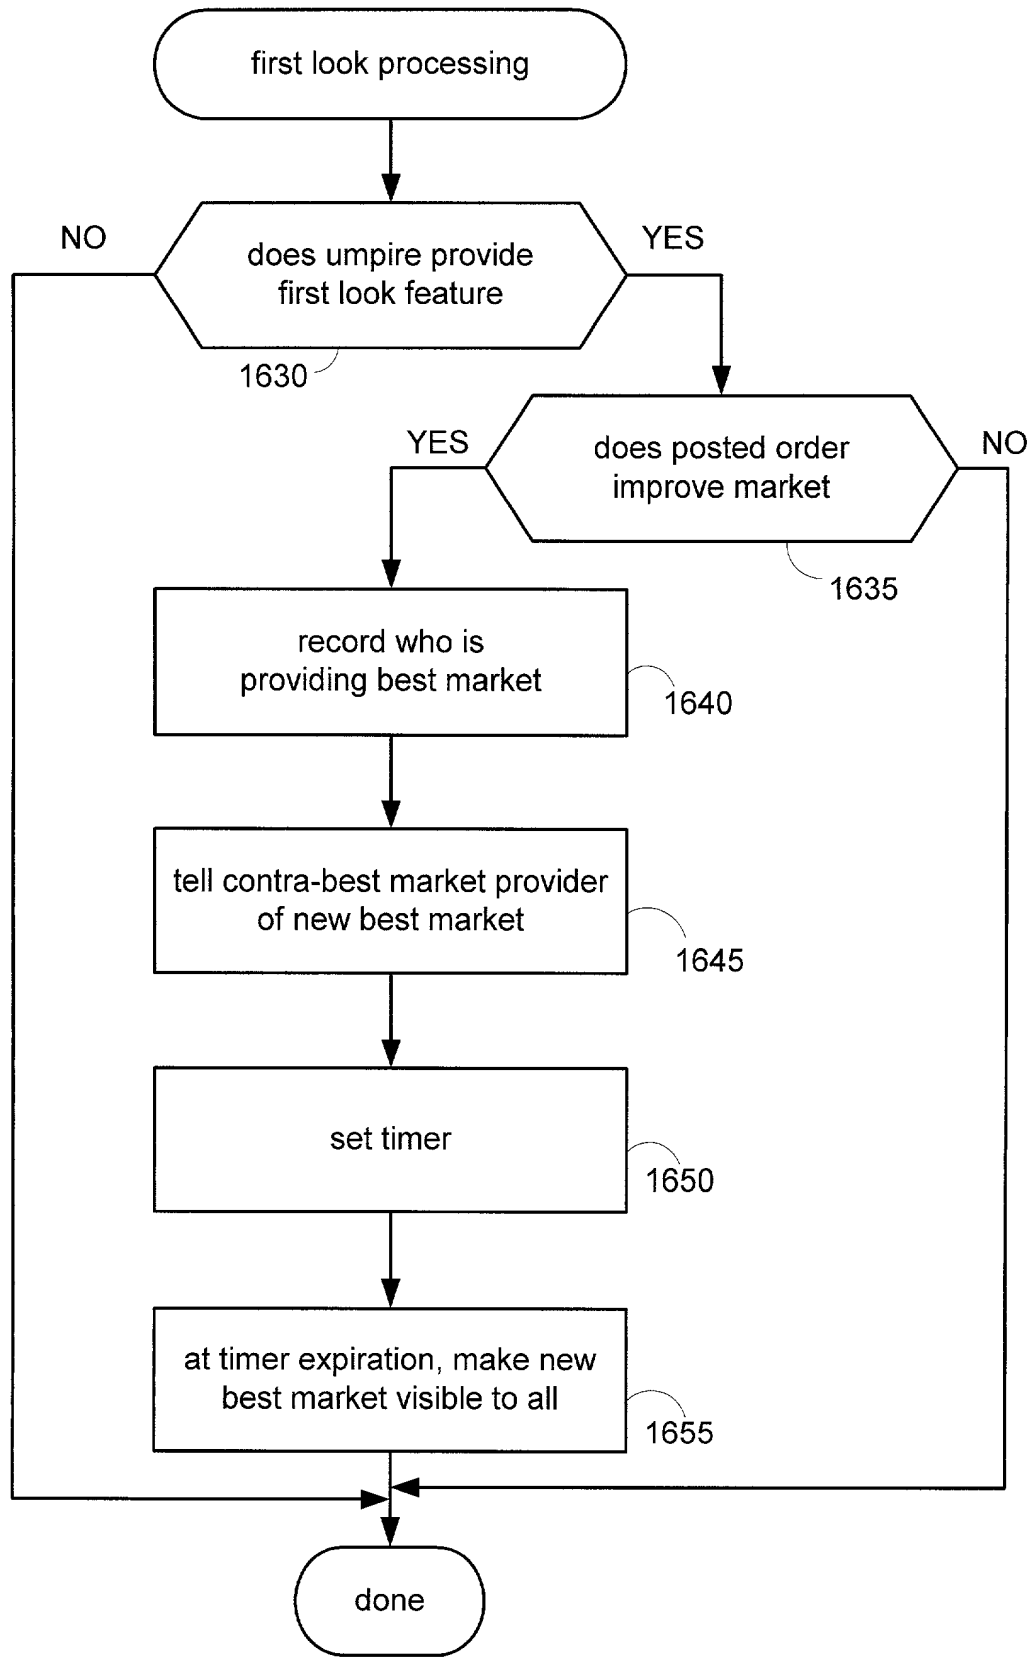 first look processing
NO
YES
does umpire provide
first look feature
1630
YES
NO
does posted order
improve market
1635
record who is
providing best market
1640
tell contra-best market provider
of new best market
1645
set timer
1650
at timer expiration, make new
best market visible to all
1655
done